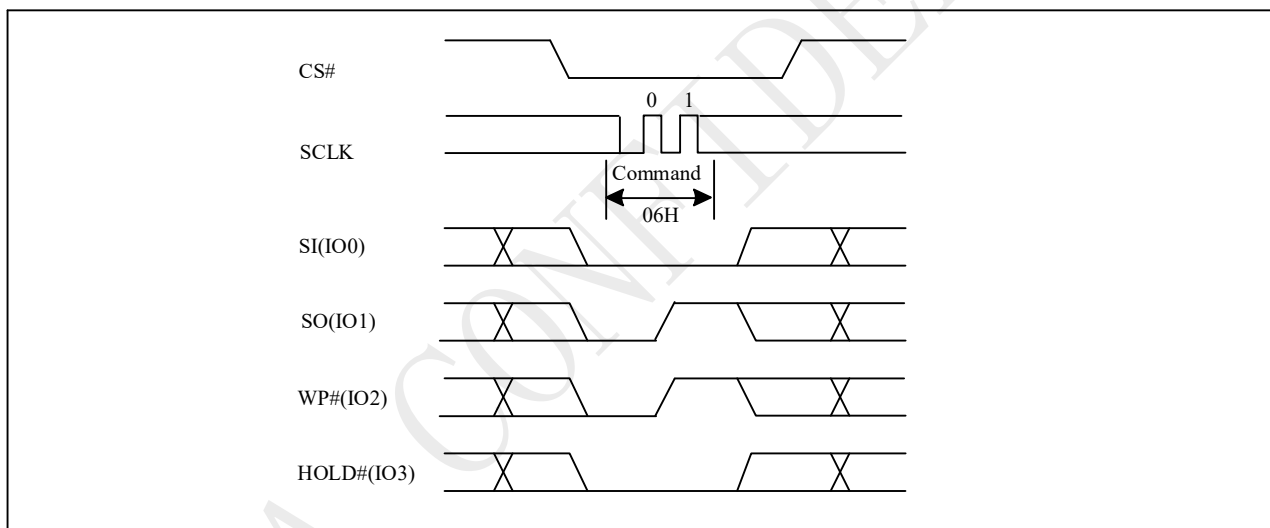 CS#
0 1
SCLK
Command
06H
SI(IO0)
SO(IO1)
WP#(IO2)
HOLD#(IO3)